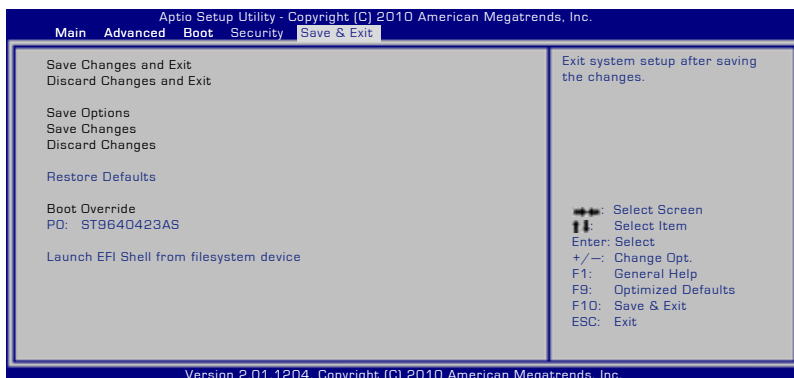 Aptio Setup Utility - Copyright (C) 2010 American Megatrends, Inc.
Main Advanced Boot Security Save & Exit
Save Changes and Exit
Discard Changes and Exit
Save Options
Save Changes
Discard Changes
Restore Defaults
Boot Override
P0: ST9640423AS
Launch EFI Shell from filesystem device
Exit system setup after saving
the changes.
→←: Select Screen
↑↓: Select Item
Enter: Select
+/—: Change Opt.
F1: General Help
F9: Optimized Defaults
F10: Save & Exit
ESC: Exit
Version 2.01.1204. Copyright (C) 2010 American Megatrends, Inc.